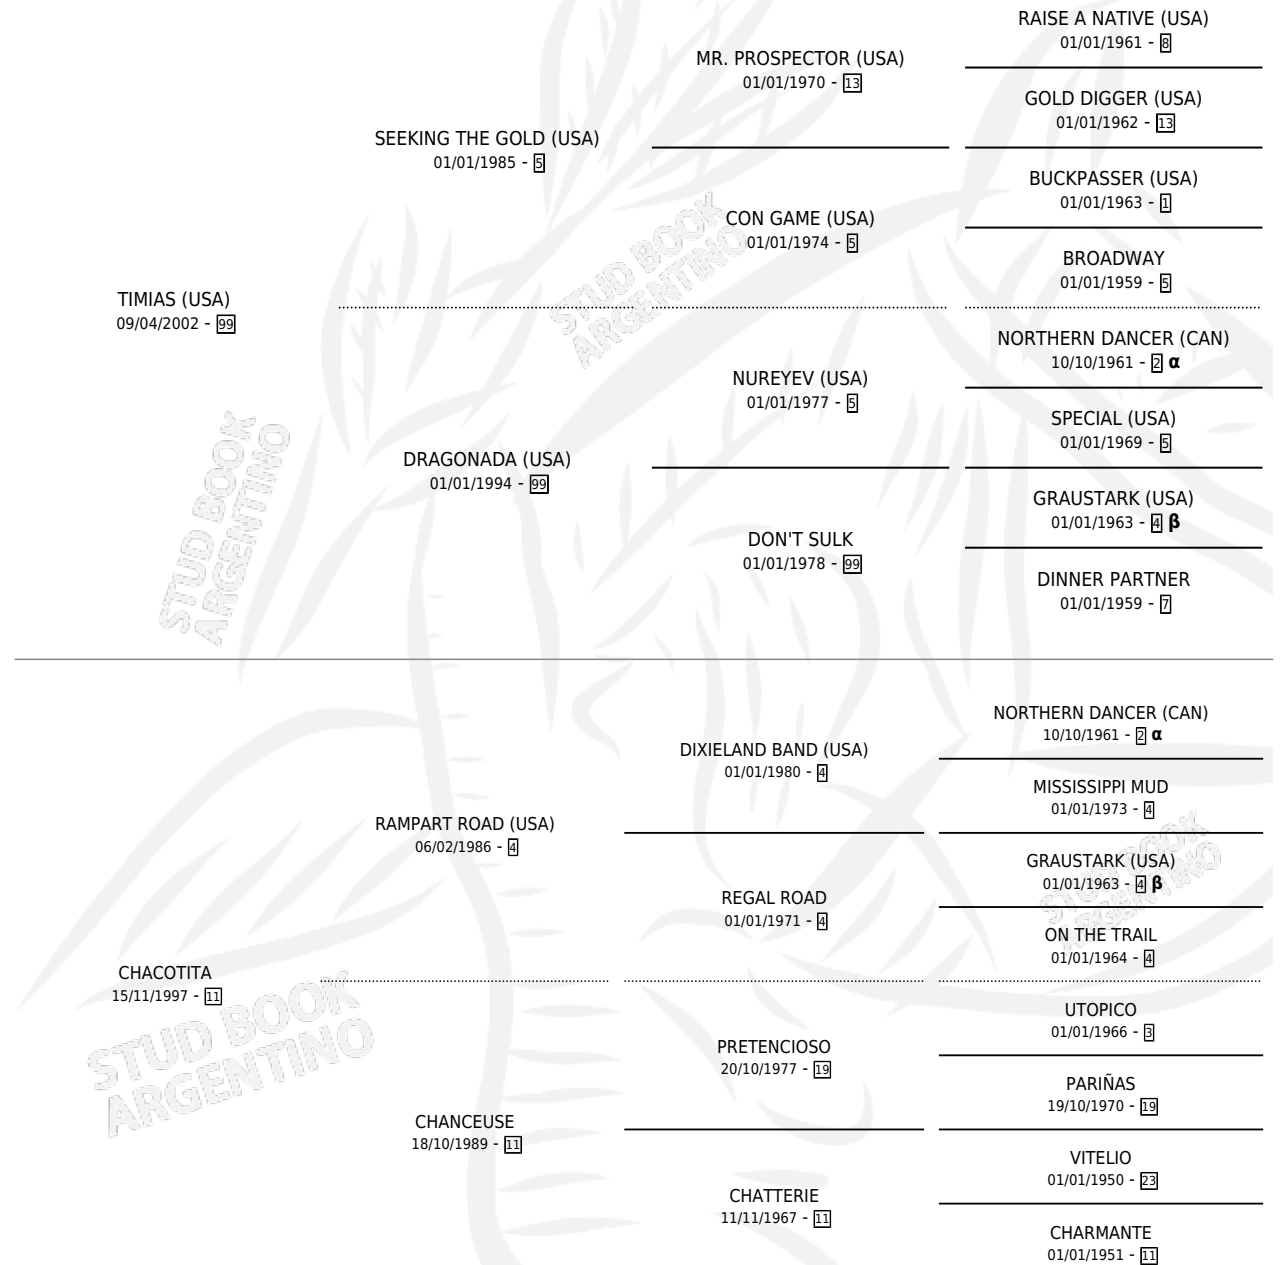 RAISE A NATIVE (USA)
01/01/1961 - 8
MR. PROSPECTOR (USA)
01/01/1970 - 13
GOLD DIGGER (USA)
01/01/1962 - 13
SEEKING THE GOLD (USA)
01/01/1985 - 5
BUCKPASSER (USA)
01/01/1963 - 1
CON GAME (USA)
01/01/1974 - 5
BROADWAY
01/01/1959 - 5
STUD BOOK
ARGENTINO
TIMIAS (USA)
09/04/2002 - 99
NORTHERN DANCER (CAN)
10/10/1961 - 2 α
NUREYEV (USA)
01/01/1977 - 5
SPECIAL (USA)
01/01/1969 - 5
DRAGONADA (USA)
01/01/1994 - 99
GRAUSTARK (USA)
01/01/1963 - 4 β
DON'T SULK
01/01/1978 - 99
DINNER PARTNER
01/01/1959 - 7
STUD BOOK
ARGENTINO
NORTHERN DANCER (CAN)
10/10/1961 - 2 α
DIXIELAND BAND (USA)
01/01/1980 - 4
MISSISSIPPI MUD
01/01/1973 - 4
RAMPART ROAD (USA)
06/02/1986 - 4
GRAUSTARK (USA)
01/01/1963 - 4 β
STUD BOOK
ARGENTINO
REGAL ROAD
01/01/1971 - 4
ON THE TRAIL
01/01/1964 - 4
CHACOTITA
15/11/1997 - 11
STUD BOOK
ARGENTINO
UTOPICO
01/01/1966 - 3
PRETENCIOSO
20/10/1977 - 19
PARIÑAS
19/10/1970 - 19
CHANCEUSE
18/10/1989 - 11
VITELIO
01/01/1950 - 23
CHATTERIE
11/11/1967 - 11
CHARMANTE
01/01/1951 - 11